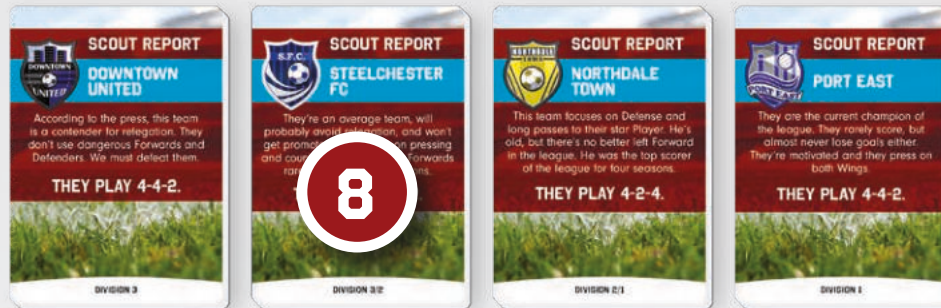 SCOUT REPORT
DOWNTOWN
UNITED
DOWNTOWN
UNITED
According to the press, this team
is a contender for relegation. They
don't use dangerous Forwards and
Defenders. We must defeat them.
THEY PLAY 4-4-2.
DIVISION 3
SCOUT REPORT
S.F.C.
STEELCHESTER
FC
They're an average team, will
probably avoid relegation, and won't
get on pressing
and Forwards
8
DIVISION 3/2
SCOUT REPORT
NORTHDALE
TOWN
NORTHDALE
TOWN
This team focuses on Defense and
long passes to their star Player. He's
old, but there's no better left Forward
in the league. He was the top scorer
of the league for four seasons.
THEY PLAY 4-2-4.
DIVISION 2/1
SCOUT REPORT
PORT EAST
PORT EAST
They are the current champion of
the league. They rarely score, but
almost never lose goals either.
They're motivated and they press on
both Wings.
THEY PLAY 4-4-2.
DIVISION 1